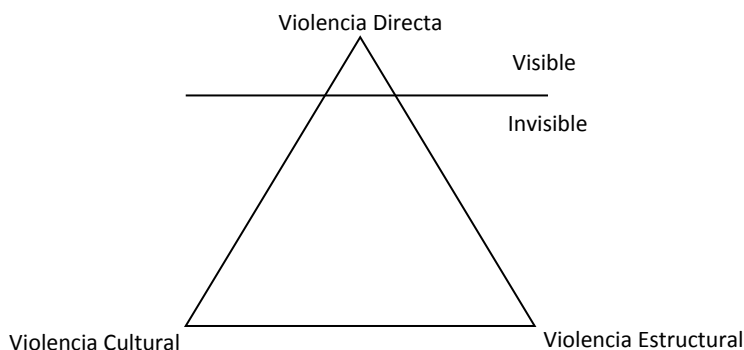 Violencia Directa
Visible
Invisible
Violencia Cultural
Violencia Estructural